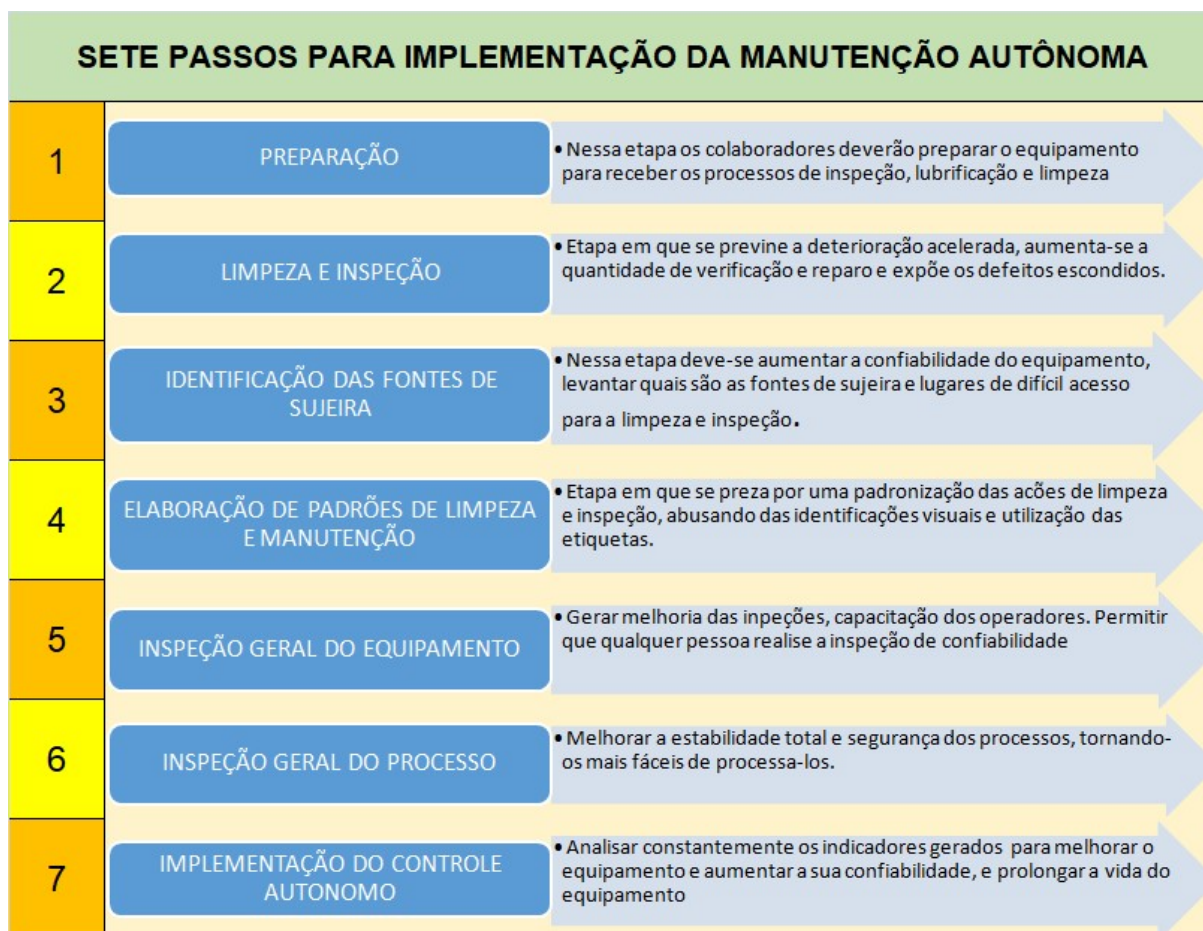 SETE PASSOS PARA IMPLEMENTAÇÃO DA MANUTENÇÃO AUTÔNOMA
1
PREPARAÇÃO
• Nessa etapa os colaboradores deverão preparar o equipamento
para receber os processos de inspeção, lubrificação e limpeza
2
LIMPEZA E INSPEÇÃO
• Etapa em que se previne a deterioração acelerada, aumenta-se a
quantidade de verificação e reparo e expõe os defeitos escondidos.
3
IDENTIFICAÇÃO DAS FONTES DE
SUJEIRA
• Nessa etapa deve-se aumentar a confiabilidade do equipamento,
levantar quais são as fontes de sujeira e lugares de difícil acesso
para a limpeza e inspeção.
4
ELABORAÇÃO DE PADRÕES DE LIMPEZA
E MANUTENÇÃO
• Etapa em que se preza por uma padronização das acões de limpeza
e inspeção, abusando das identificações visuais e utilização das
etiquetas.
5
INSPEÇÃO GERAL DO EQUIPAMENTO
• Gerar melhoria das inpeções, capacitação dos operadores. Permitir
que qualquer pessoa realise a inspeção de confiabilidade
6
INSPEÇÃO GERAL DO PROCESSO
• Melhorar a estabilidade total e segurança dos processos, tornando-
os mais fáceis de processa-los.
7
IMPLEMENTAÇÃO DO CONTROLE
AUTONOMO
• Analisar constantemente os indicadores gerados para melhorar o
equipamento e aumentar a sua confiabilidade, e prolongar a vida do
equipamento